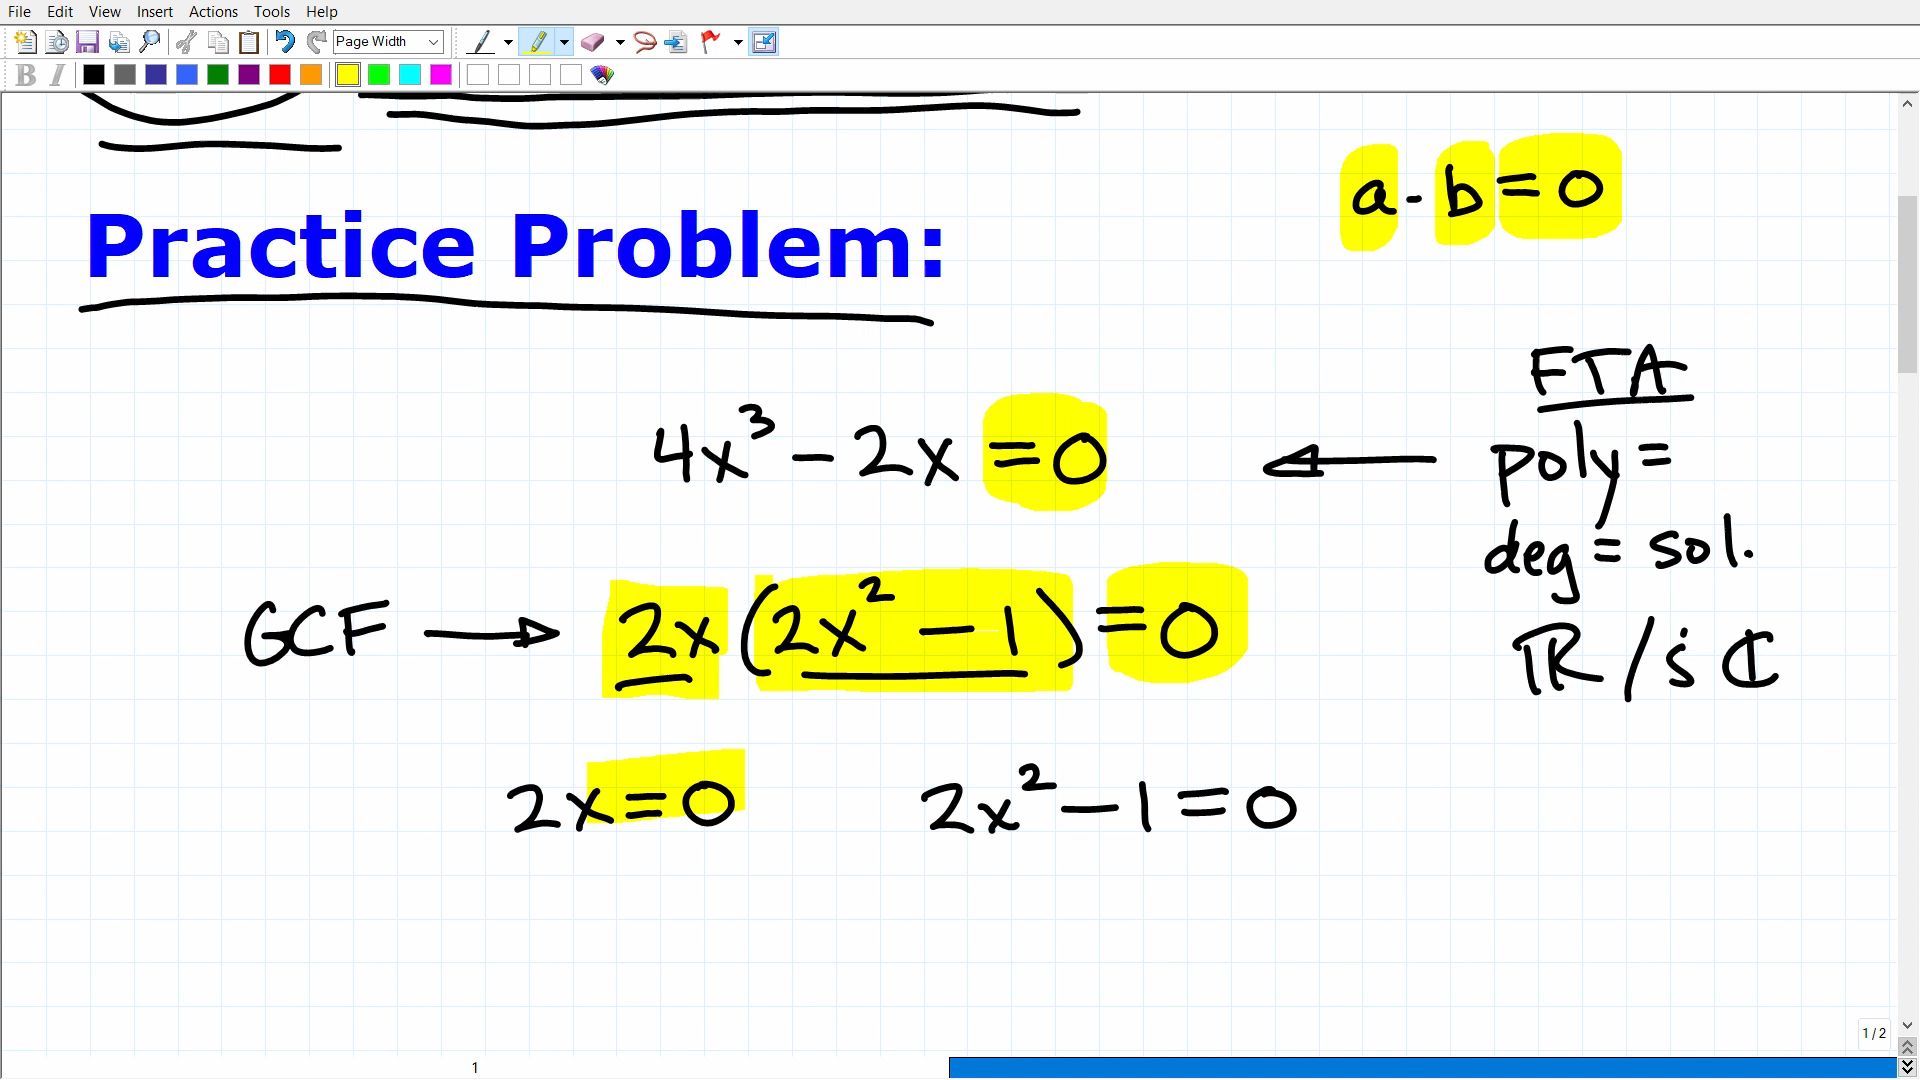 File Edit View Insert Actions Tools Help
Page Width
B I
a · b = 0
Practice Problem:
FTA
4x³ - 2x = 0
poly =
deg = sol.
GCF → 2x (2x² - 1) = 0
ℝ / i ℂ
2x = 0 2x² - 1 = 0
1 / 2
1